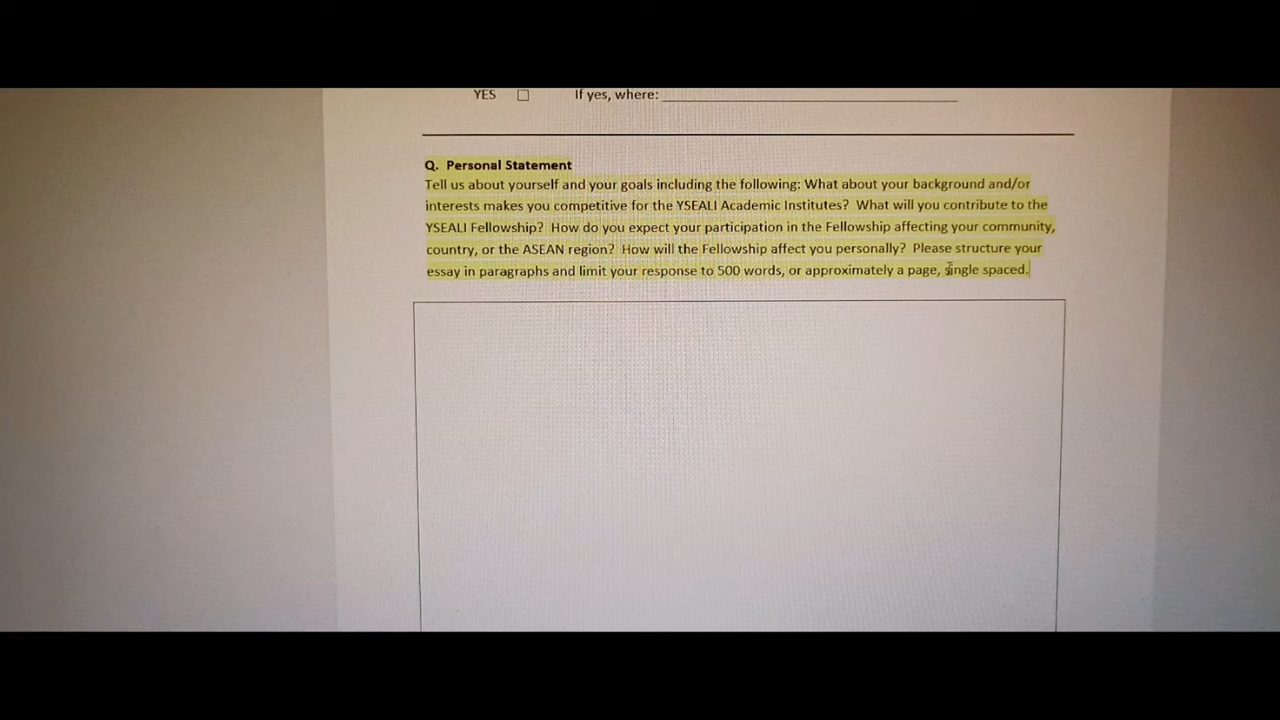 YES ☐ If yes, where: ____________________
Q. Personal Statement
Tell us about yourself and your goals including the following: What about your background and/or
interests makes you competitive for the YSEALI Academic Institutes? What will you contribute to the
YSEALI Fellowship? How do you expect your participation in the Fellowship affecting your community,
country, or the ASEAN region? How will the Fellowship affect you personally? Please structure your
essay in paragraphs and limit your response to 500 words, or approximately a page, single spaced.